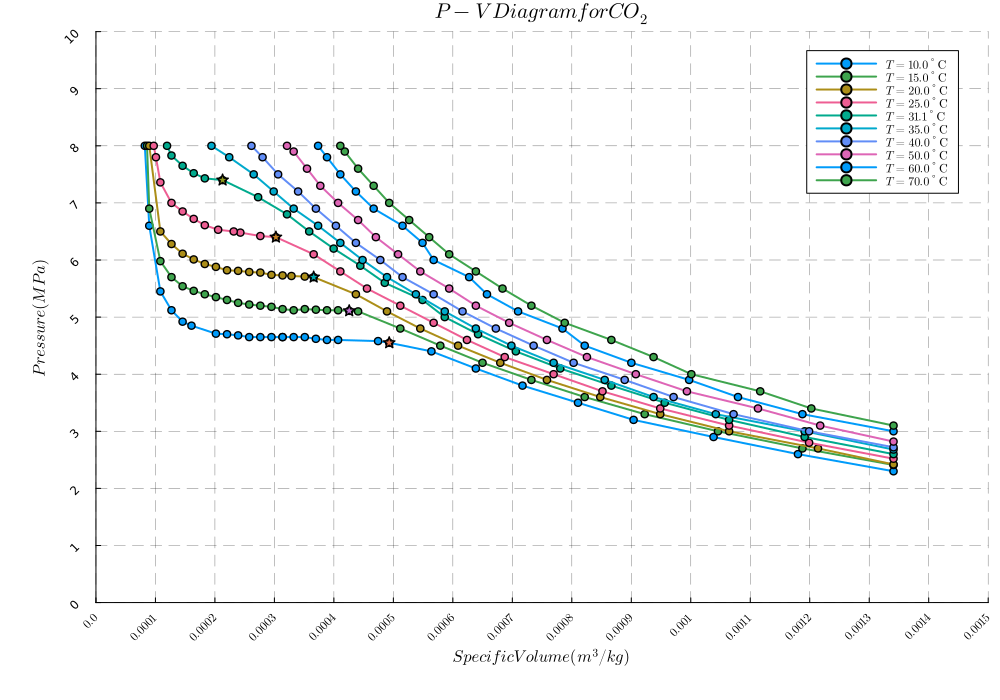 P − V DiagramforCO₂
10
9
8
7
6
5
4
3
2
1
0
Pressure(MPa)
T = 10.0°C
T = 15.0°C
T = 20.0°C
T = 25.0°C
T = 31.1°C
T = 35.0°C
T = 40.0°C
T = 50.0°C
T = 60.0°C
T = 70.0°C
0.0 0.0001 0.0002 0.0003 0.0004 0.0005 0.0006 0.0007 0.0008 0.0009 0.001 0.0011 0.0012 0.0013 0.0014 0.0015
SpecificVolume(m³/kg)